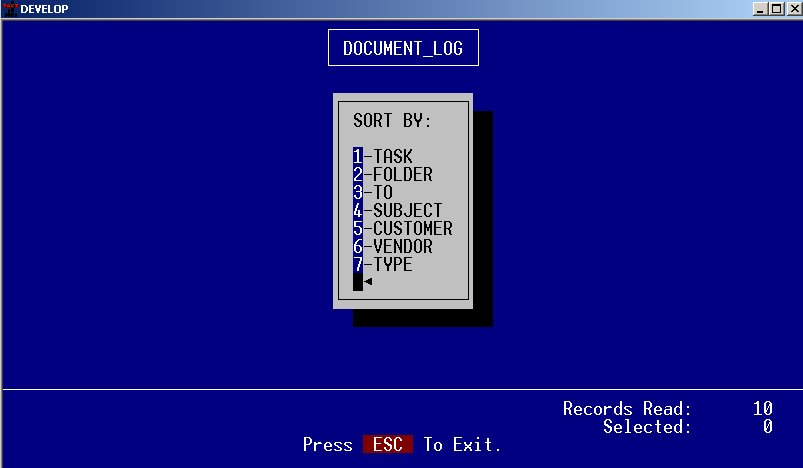 DEVELOP
DOCUMENT_LOG
SORT BY:
1-TASK
2-FOLDER
3-TO
4-SUBJECT
5-CUSTOMER
6-VENDOR
7-TYPE
Records Read: 10
Selected: 0
Press ESC To Exit.